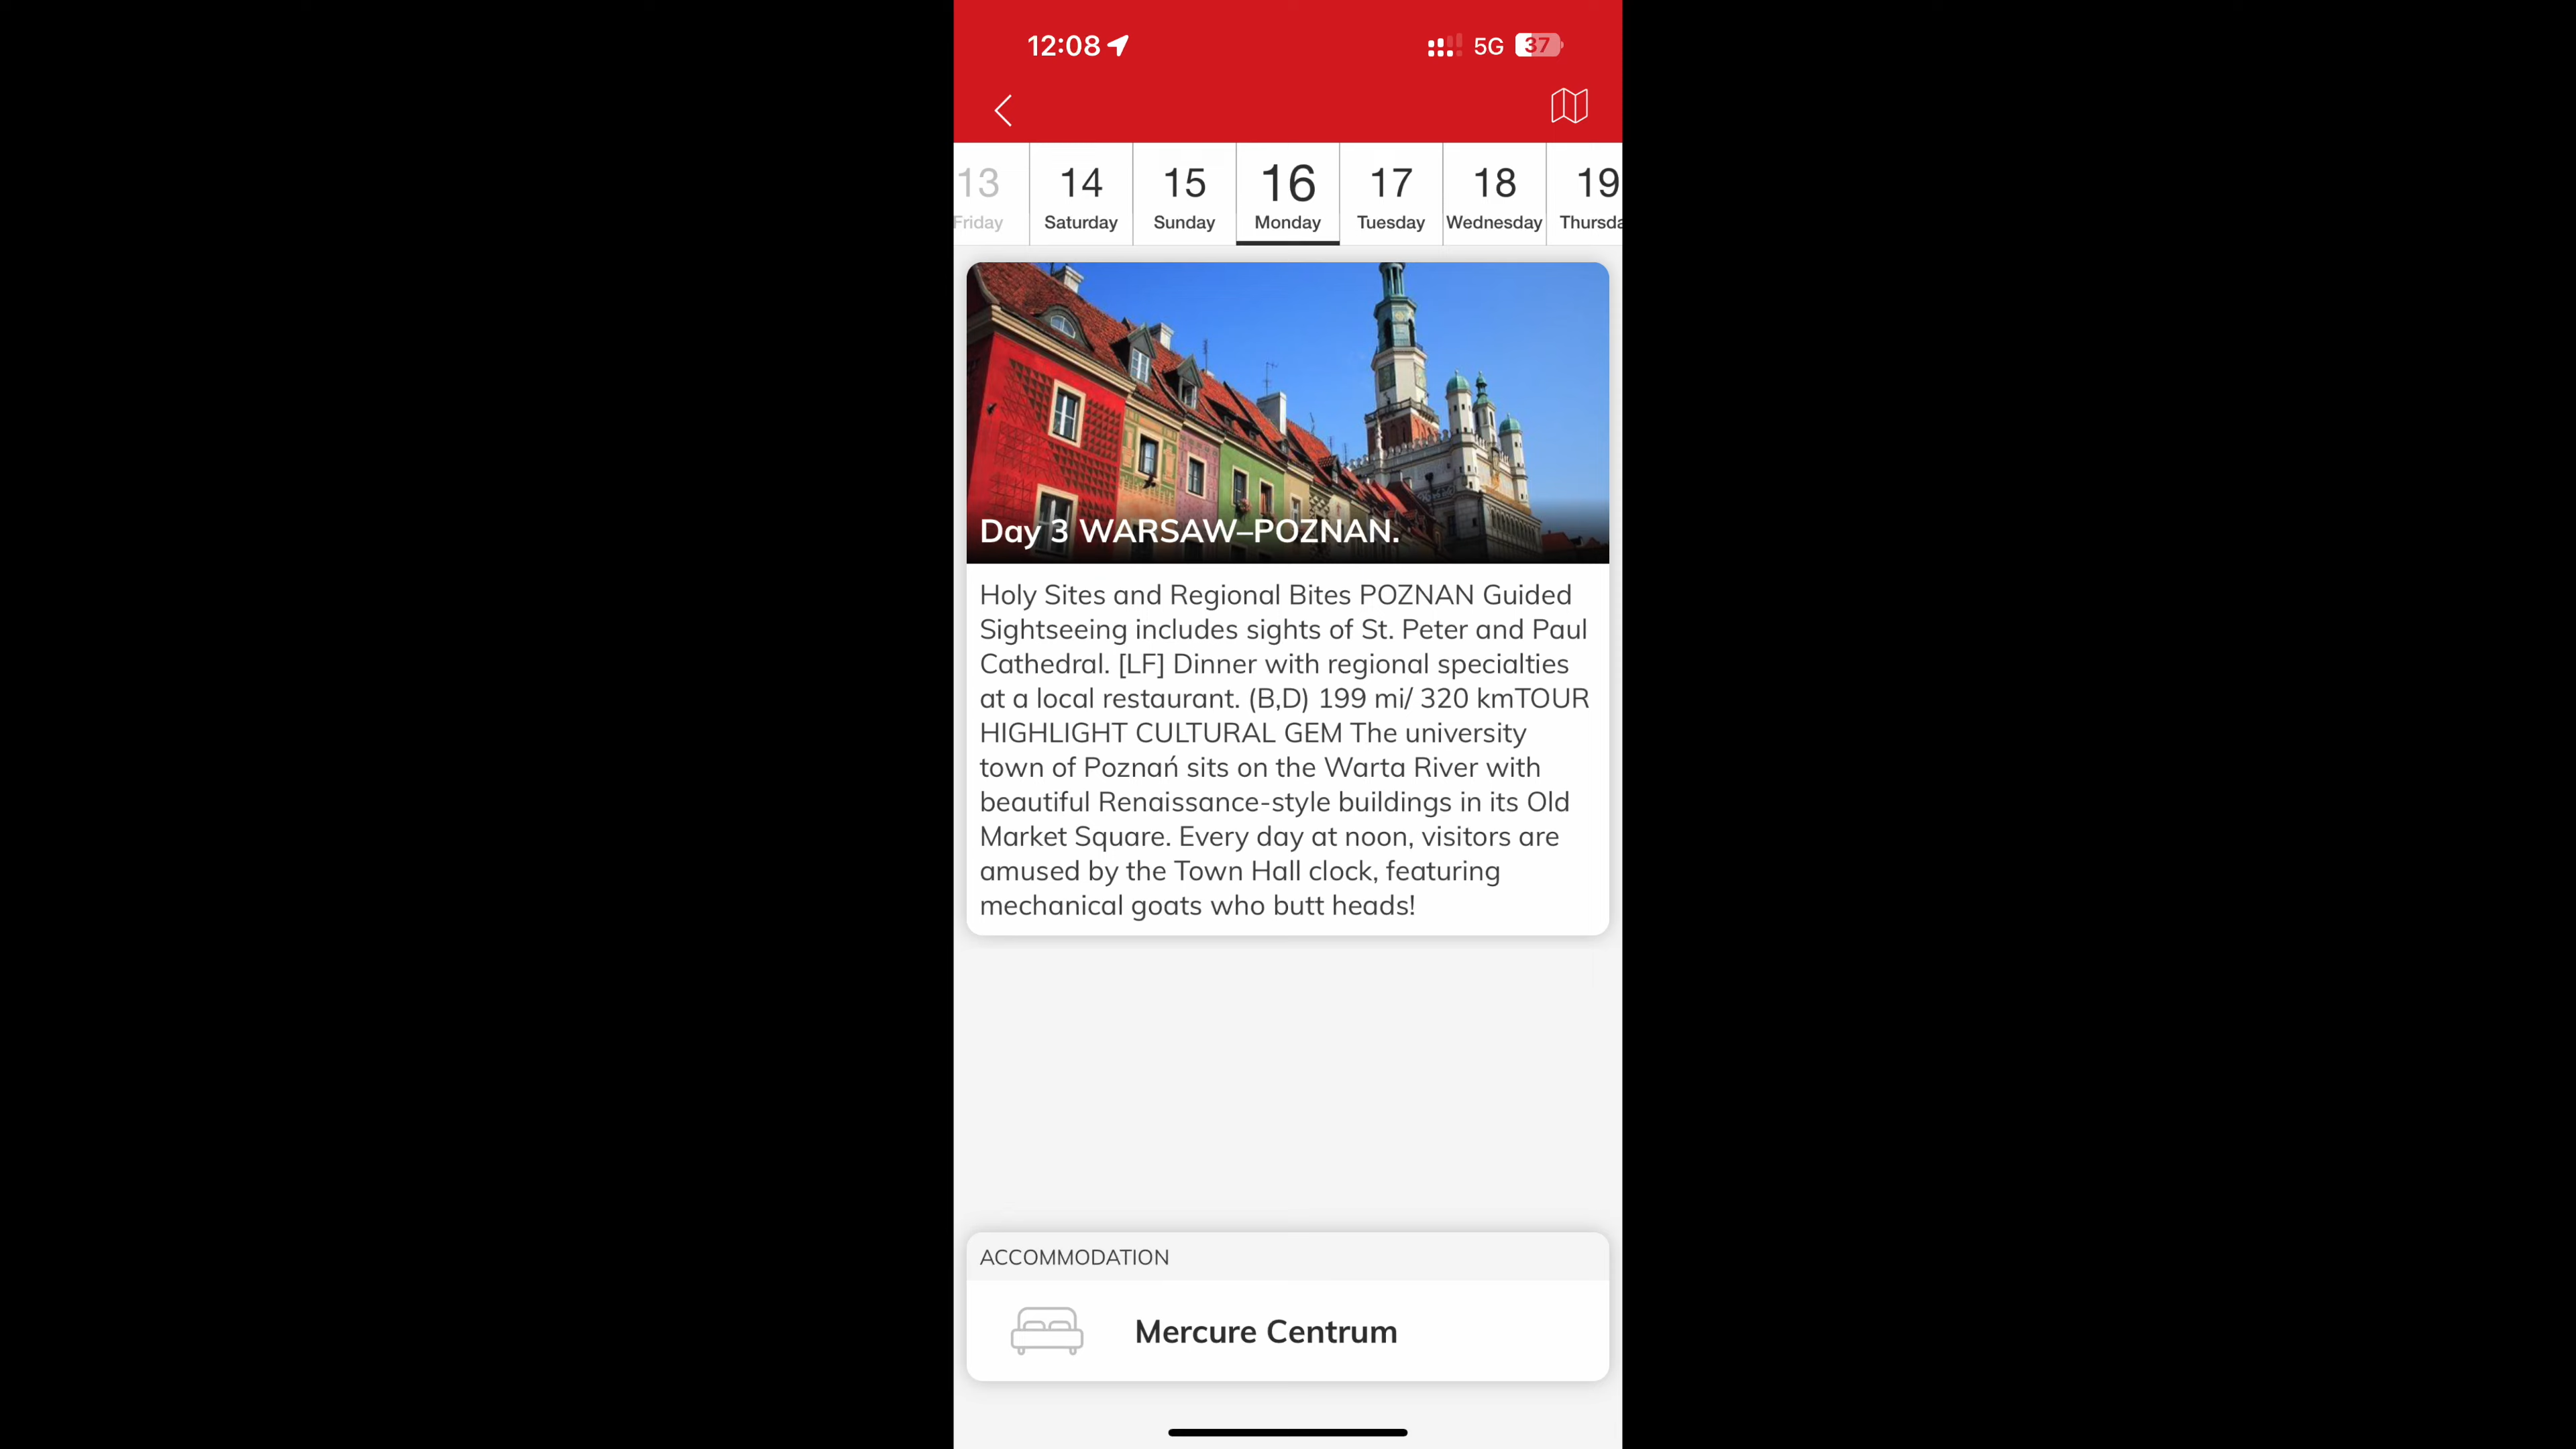 12:08 5G 37
13 14 15 16 17 18 19
Friday Saturday Sunday Monday Tuesday Wednesday Thursda
Day 3 WARSAW–POZNAN.
Holy Sites and Regional Bites POZNAN Guided
Sightseeing includes sights of St. Peter and Paul
Cathedral. [LF] Dinner with regional specialties
at a local restaurant. (B,D) 199 mi/ 320 kmTOUR
HIGHLIGHT CULTURAL GEM The university
town of Poznań sits on the Warta River with
beautiful Renaissance-style buildings in its Old
Market Square. Every day at noon, visitors are
amused by the Town Hall clock, featuring
mechanical goats who butt heads!
ACCOMMODATION
Mercure Centrum